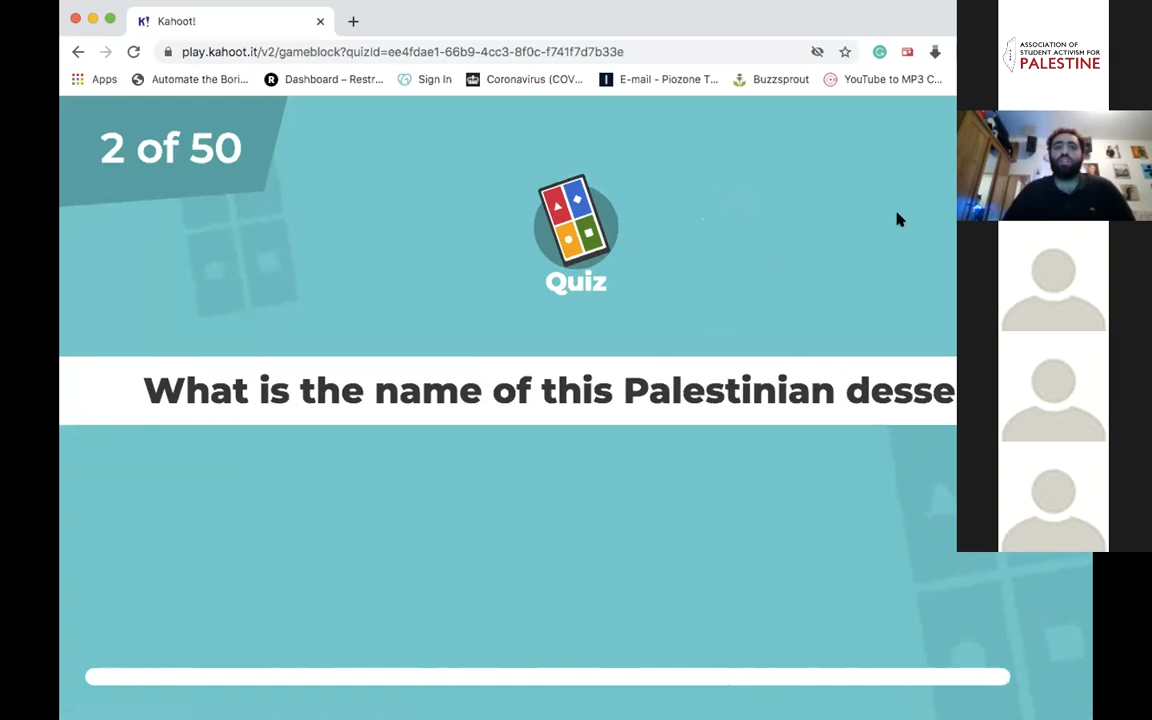 Kahoot!
play.kahoot.it/v2/gameblock?quizid=ee4fdae1-66b9-4cc3-8f0c-f741f7d7b33e
Apps
Automate the Bori...
Dashboard – Restr...
Sign In
Coronavirus (COV...
E-mail - Piozone T...
Buzzsprout
YouTube to MP3 C...
ASSOCIATION OF
STUDENT ACTIVISM FOR
PALESTINE
2 of 50
Quiz
What is the name of this Palestinian desse